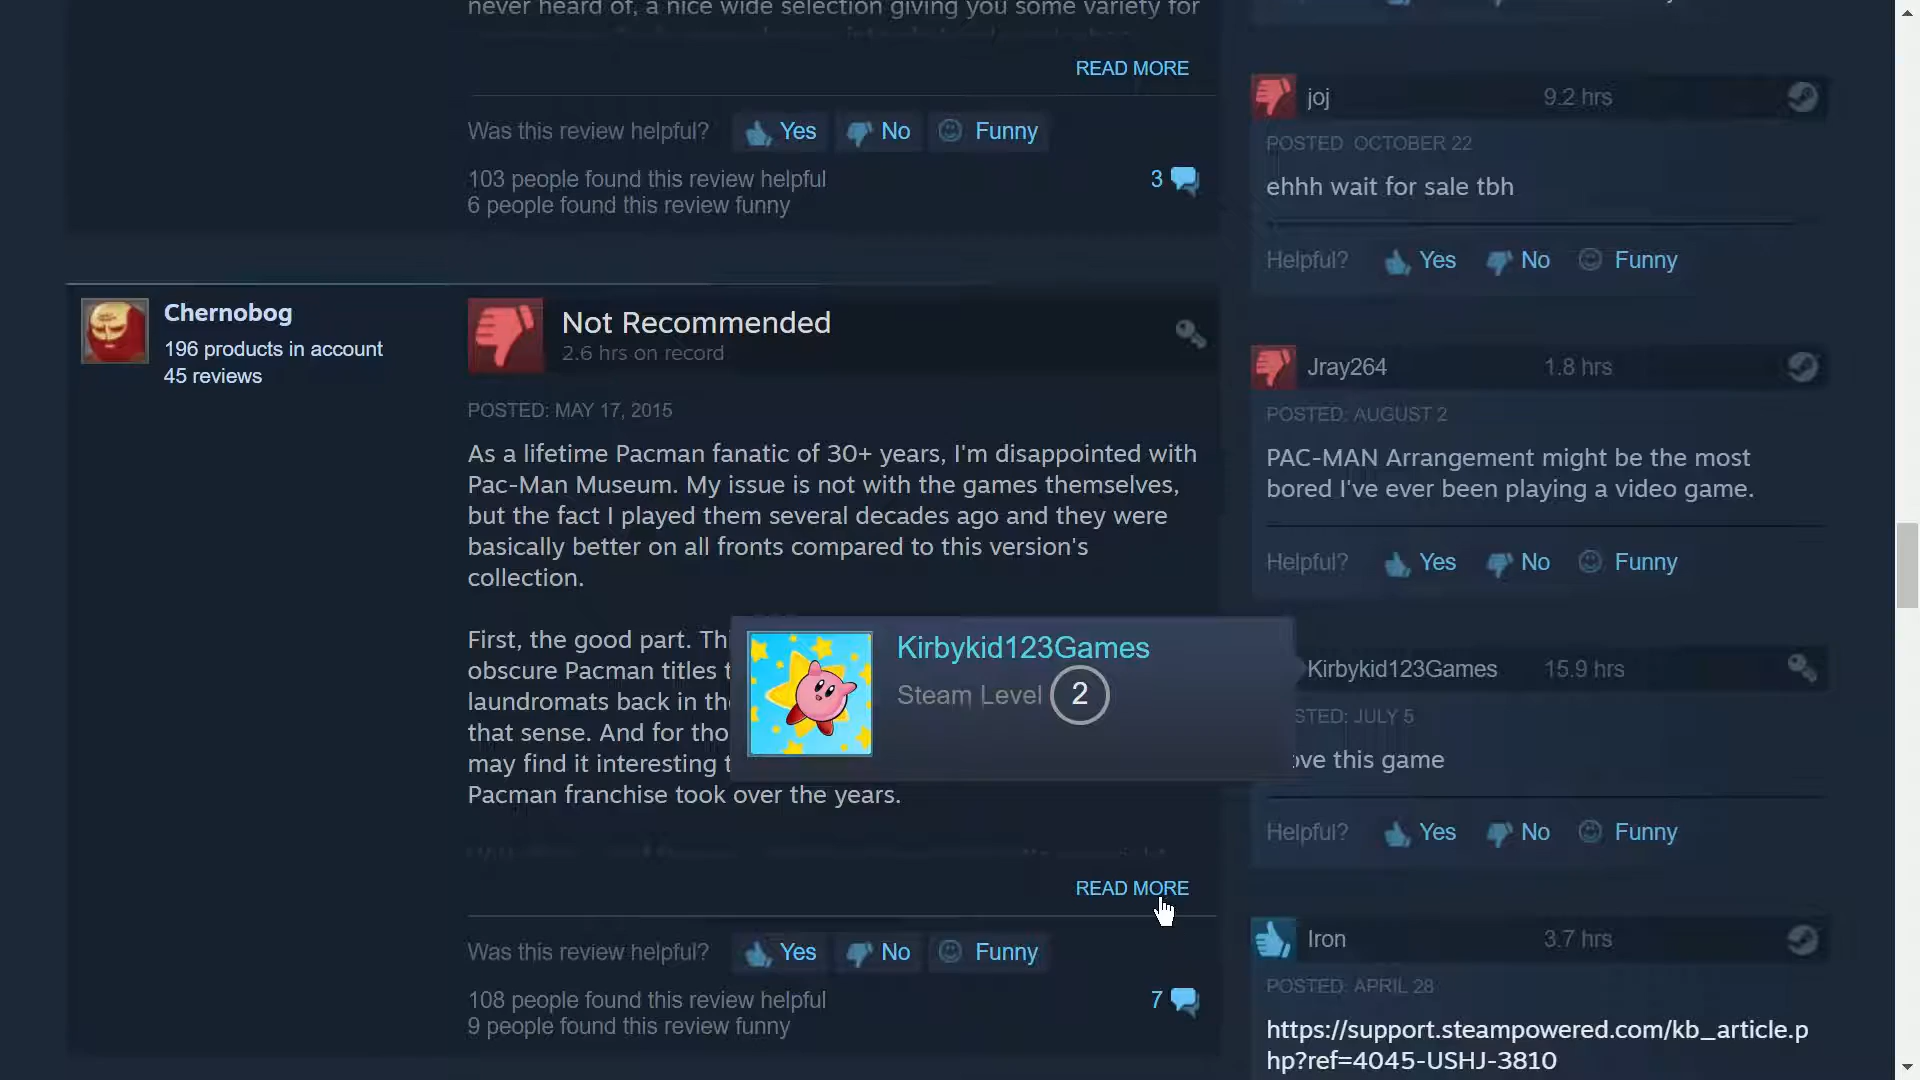 never heard of, a nice wide selection giving you some variety for
READ MORE
Was this review helpful? Yes No Funny
103 people found this review helpful
6 people found this review funny
3
Chernobog
196 products in account
45 reviews
Not Recommended
2.6 hrs on record
POSTED: MAY 17, 2015
As a lifetime Pacman fanatic of 30+ years, I'm disappointed with
Pac-Man Museum. My issue is not with the games themselves,
but the fact I played them several decades ago and they were
basically better on all fronts compared to this version's
collection.
First, the good part.
obscure Pacman titles
laundromats back in
that sense. And for
may find it interesting
Pacman franchise took over the years.
READ MORE
Was this review helpful? Yes No Funny
108 people found this review helpful
9 people found this review funny
7
Kirbykid123Games
Steam Level 2
joj 9.2 hrs
POSTED: OCTOBER 22
ehhh wait for sale tbh
Helpful? Yes No Funny
Jray264 1.8 hrs
POSTED: AUGUST 2
PAC-MAN Arrangement might be the most
bored I've ever been playing a video game.
Helpful? Yes No Funny
Kirbykid123Games 15.9 hrs
STED: JULY 5
ove this game
Helpful? Yes No Funny
Iron 3.7 hrs
POSTED: APRIL 28
https://support.steampowered.com/kb_article.p
hp?ref=4045-USHJ-3810